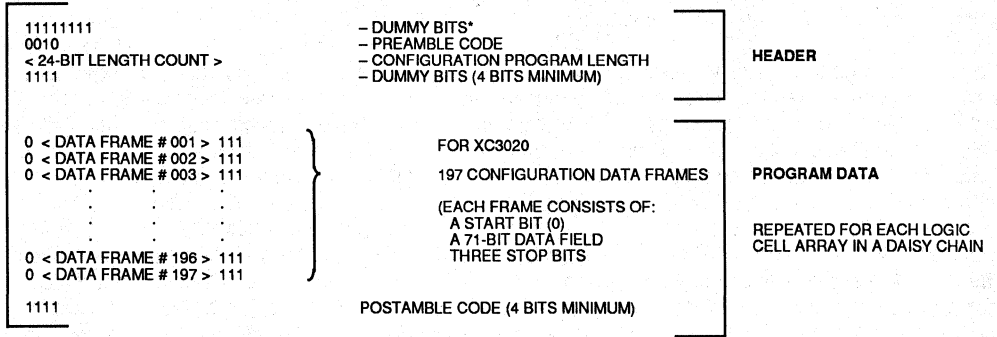 11111111 – DUMMY BITS*
0010 – PREAMBLE CODE
< 24-BIT LENGTH COUNT > – CONFIGURATION PROGRAM LENGTH
1111 – DUMMY BITS (4 BITS MINIMUM)
HEADER
0 < DATA FRAME # 001 > 111
0 < DATA FRAME # 002 > 111
0 < DATA FRAME # 003 > 111
. . .
. . .
. . .
. . .
0 < DATA FRAME # 196 > 111
0 < DATA FRAME # 197 > 111
FOR XC3020
197 CONFIGURATION DATA FRAMES
(EACH FRAME CONSISTS OF:
A START BIT (0)
A 71-BIT DATA FIELD
THREE STOP BITS
PROGRAM DATA
REPEATED FOR EACH LOGIC
CELL ARRAY IN A DAISY CHAIN
1111 POSTAMBLE CODE (4 BITS MINIMUM)